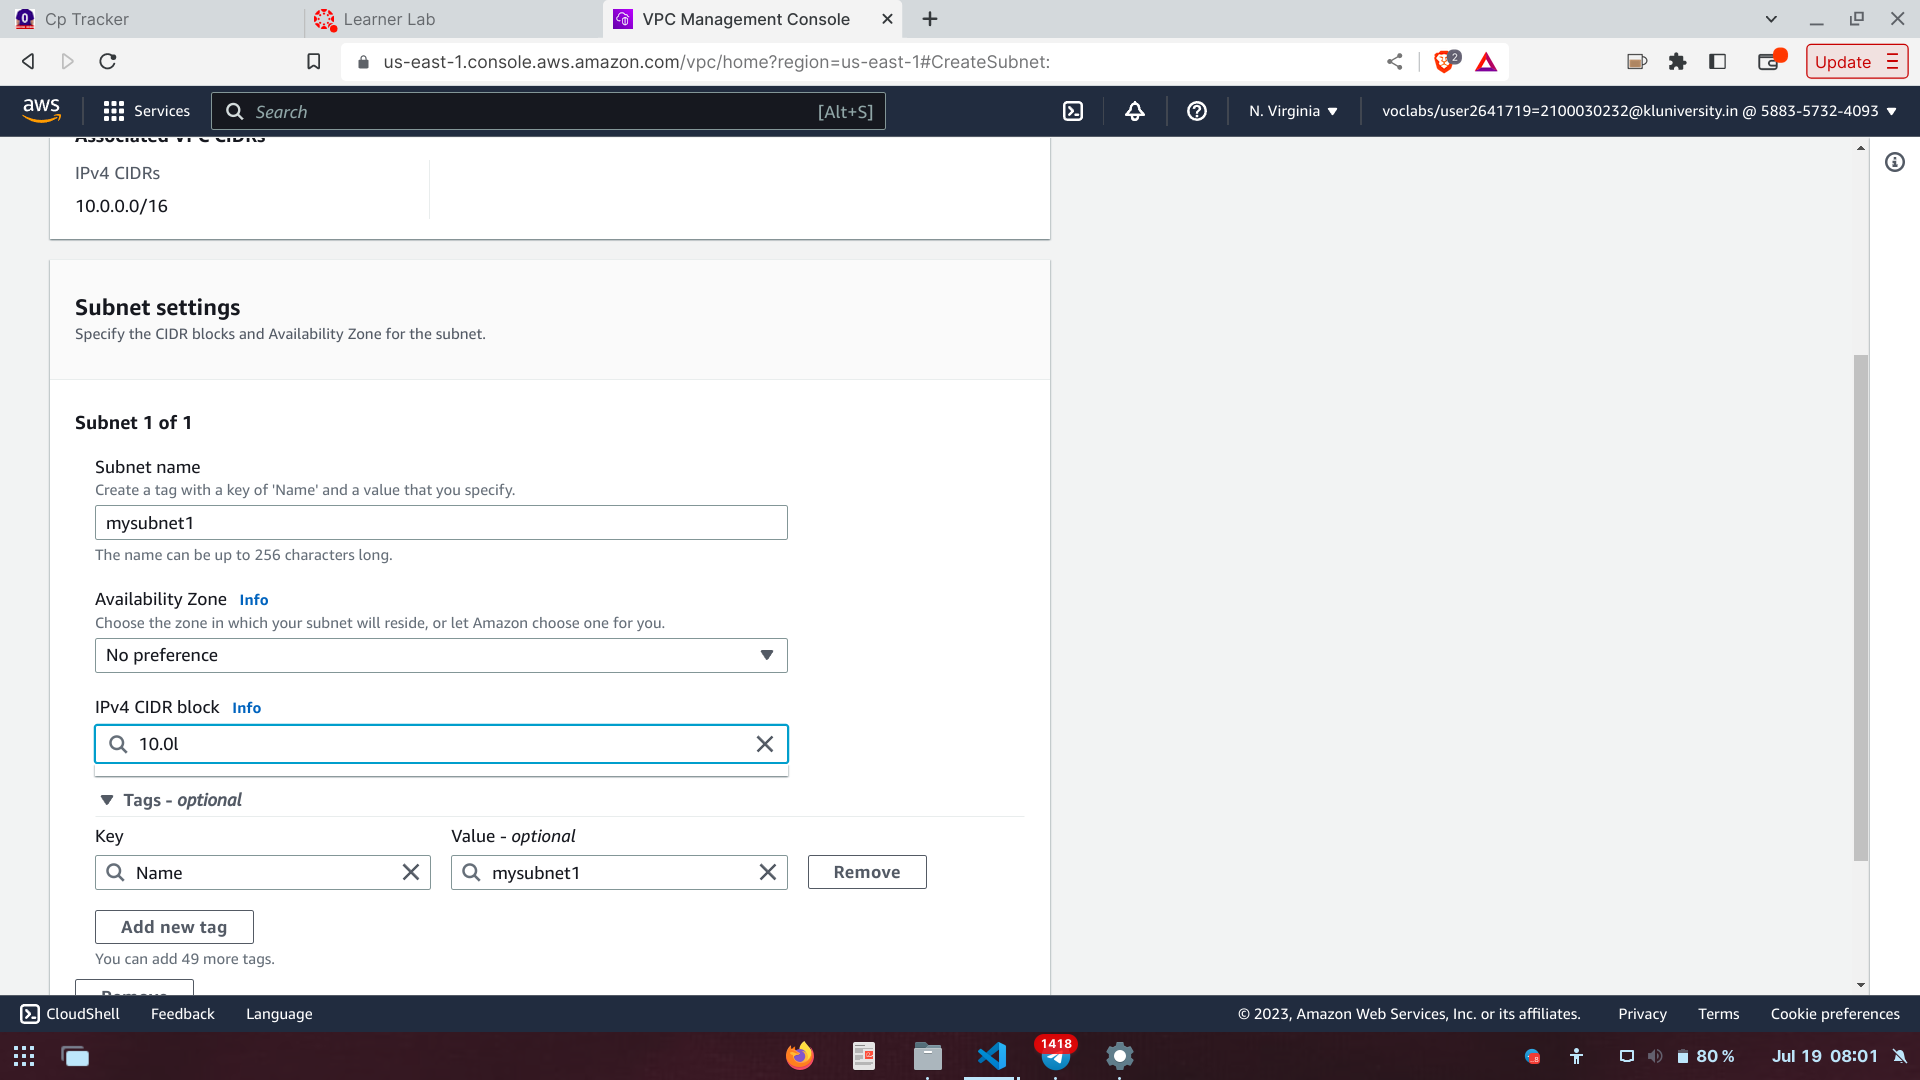 Cp Tracker
Learner Lab
VPC Management Console
us-east-1.console.aws.amazon.com/vpc/home?region=us-east-1#CreateSubnet:
2
Update
aws
Services
Search
[Alt+S]
N. Virginia
voclabs/user2641719=2100030232@kluniversity.in @ 5883-5732-4093
Associated VPC CIDRs
IPv4 CIDRs
10.0.0.0/16
Subnet settings
Specify the CIDR blocks and Availability Zone for the subnet.
Subnet 1 of 1
Subnet name
Create a tag with a key of 'Name' and a value that you specify.
mysubnet1
The name can be up to 256 characters long.
Availability Zone Info
Choose the zone in which your subnet will reside, or let Amazon choose one for you.
No preference
IPv4 CIDR block Info
10.0l
Tags - optional
Key
Value - optional
Name
mysubnet1
Remove
Add new tag
You can add 49 more tags.
Remove
CloudShell
Feedback
Language
© 2023, Amazon Web Services, Inc. or its affiliates.
Privacy
Terms
Cookie preferences
1418
80 %
Jul 19 08:01